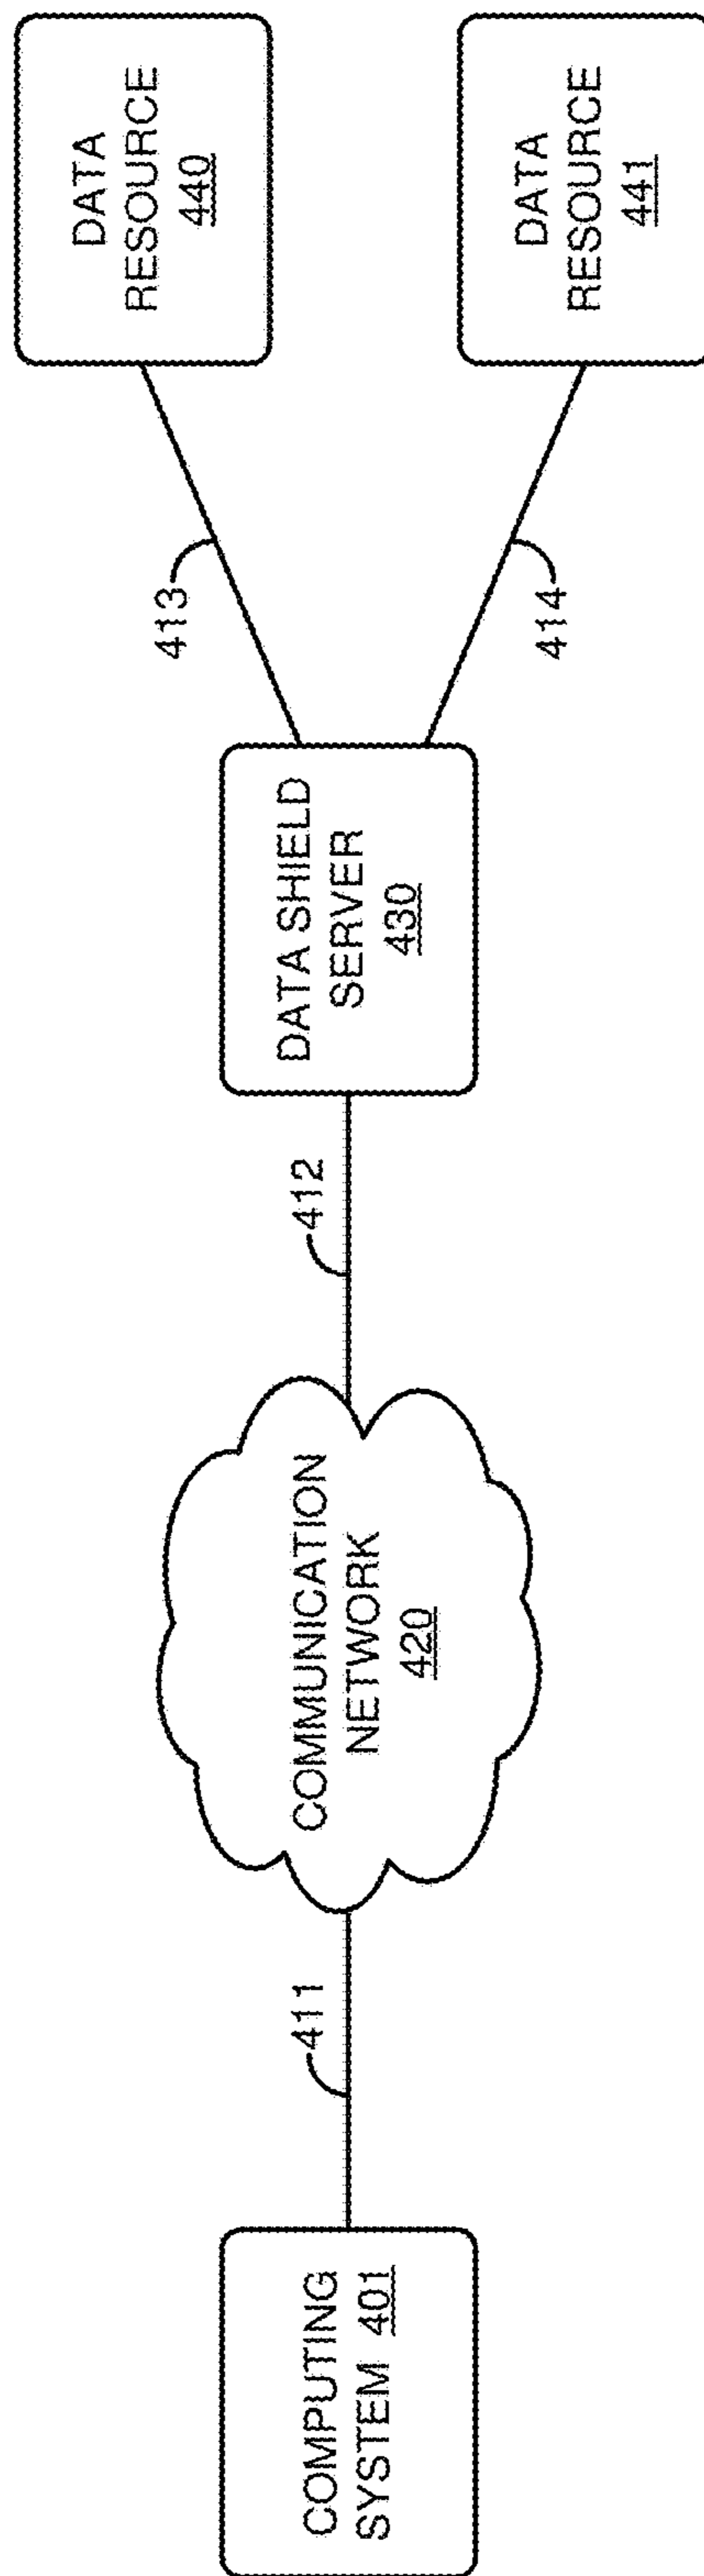 COMPUTING
SYSTEM 401
411
COMMUNICATION
NETWORK
420
412
DATA SHIELD
SERVER
430
413
414
DATA
RESOURCE
440
DATA
RESOURCE
441